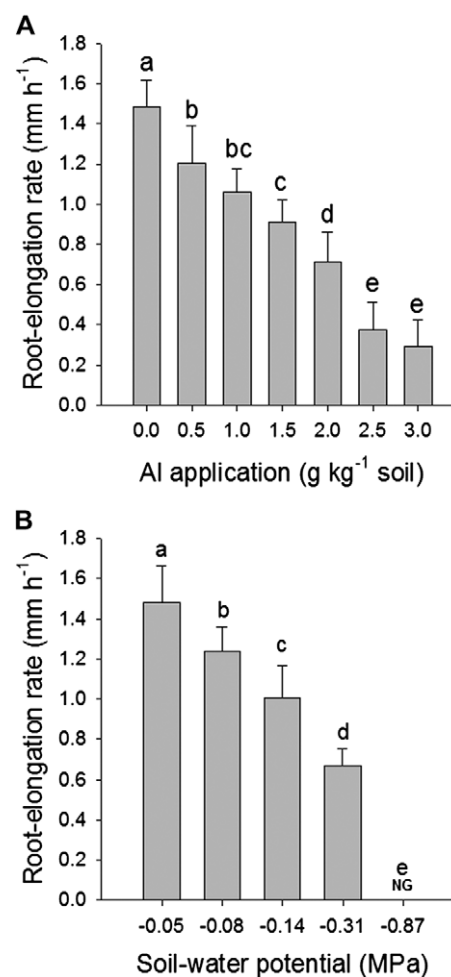 A
Root-elongation rate (mm h⁻¹)
1.8
1.6
1.4
1.2
1.0
0.8
0.6
0.4
0.2
0.0
a
b
bc
c
d
e
e
0.0 0.5 1.0 1.5 2.0 2.5 3.0
Al application (g kg⁻¹ soil)
B
Root-elongation rate (mm h⁻¹)
1.8
1.6
1.4
1.2
1.0
0.8
0.6
0.4
0.2
0.0
a
b
c
d
e
NG
-0.05 -0.08 -0.14 -0.31 -0.87
Soil-water potential (MPa)